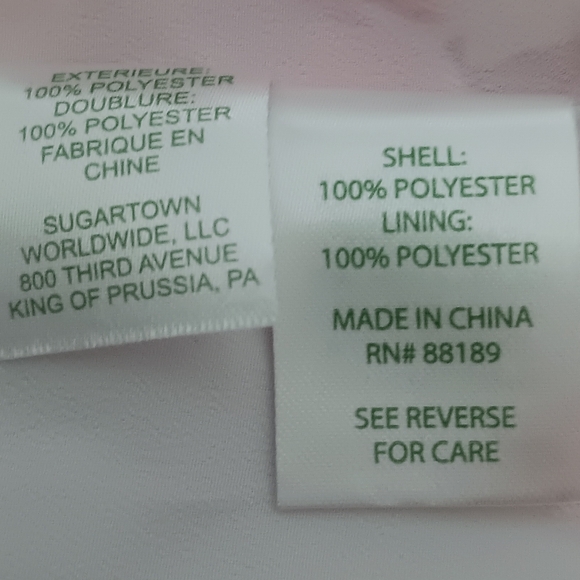 EXTERIEURE:
100% POLYESTER
DOUBLURE:
100% POLYESTER
FABRIQUE EN
CHINE
SUGARTOWN
WORLDWIDE, LLC
800 THIRD AVENUE
KING OF PRUSSIA, PA
SHELL:
100% POLYESTER
LINING:
100% POLYESTER
MADE IN CHINA
RN# 88189
SEE REVERSE
FOR CARE